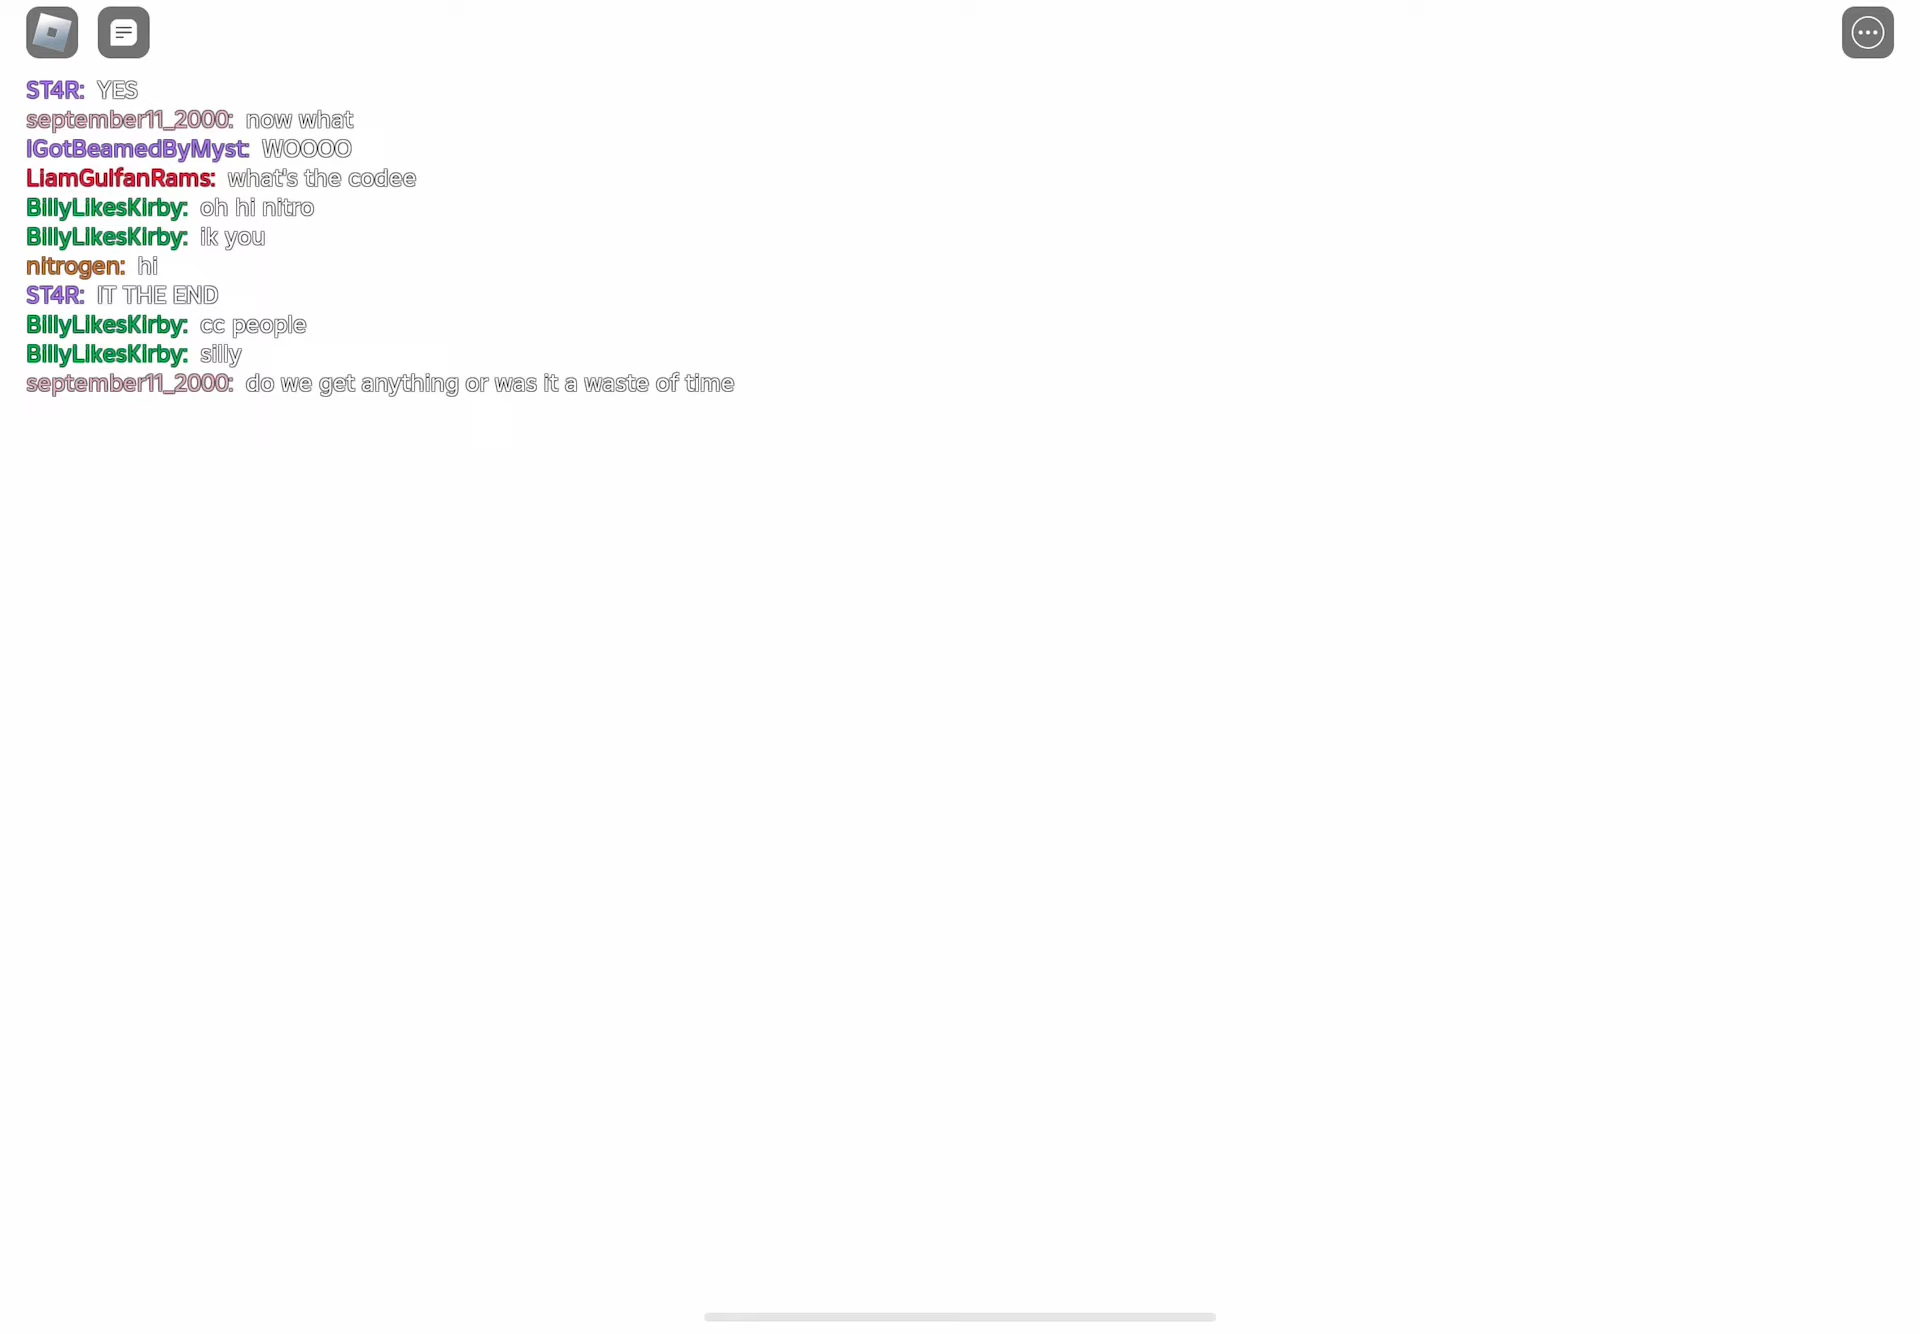 ST4R: YES
september11_2000: now what
IGotBeamedByMyst: WOOOO
LiamGulfanRams: what's the codee
BillyLikesKirby: oh hi nitro
BillyLikesKirby: ik you
nitrogen: hi
ST4R: IT THE END
BillyLikesKirby: cc people
BillyLikesKirby: silly
september11_2000: do we get anything or was it a waste of time